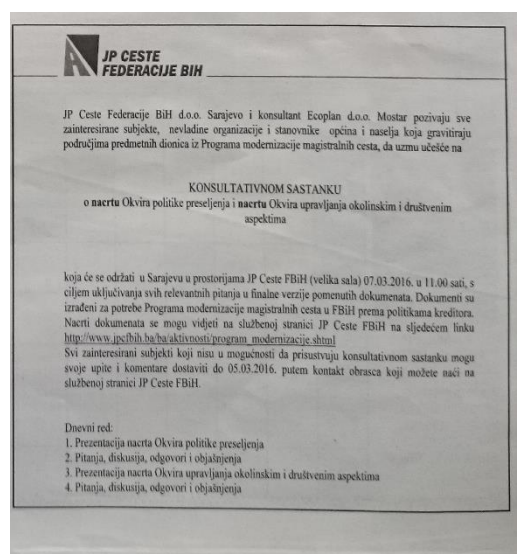 JP CESTE
FEDERACIJE BIH
JP Ceste Federacije BiH d.o.o. Sarajevo i konsultant Ecoplan d.o.o. Mostar pozivaju sve
zainteresirane subjekte, nevladine organizacije i stanovnike općina i naselja koja gravitiraju
područjima predmetnih dionica iz Programa modernizacije magistralnih cesta, da uzmu učešće na
KONSULTATIVNOM SASTANKU
o nacrtu Okvira politike preseljenja i nacrtu Okvira upravljanja okolinskim i društvenim
aspektima
koja će se održati u Sarajevu u prostorijama JP Ceste FBiH (velika sala) 07.03.2016. u 11.00 sati, s
ciljem uključivanja svih relevantnih pitanja u finalne verzije pomenutih dokumenata. Dokumenti su
izrađeni za potrebe Programa modernizacije magistralnih cesta u FBiH prema politikama kreditora.
Nacrti dokumenata se mogu vidjeti na službenoj stranici JP Ceste FBiH na sljedećem linku
http://www.jpcfbih.ba/ba/aktivnosti/program_modernizacije.shtml
Svi zainteresirani subjekti koji nisu u mogućnosti da prisustvuju konsultativnom sastanku mogu
svoje upite i komentare dostaviti do 05.03.2016. putem kontakt obrasca koji možete naći na
službenoj stranici JP Ceste FBiH.
Dnevni red:
1. Prezentacija nacrta Okvira politike preseljenja
2. Pitanja, diskusija, odgovori i objašnjenja
3. Prezentacija nacrta Okvira upravljanja okolinskim i društvenim aspektima
4. Pitanja, diskusija, odgovori i objašnjenja